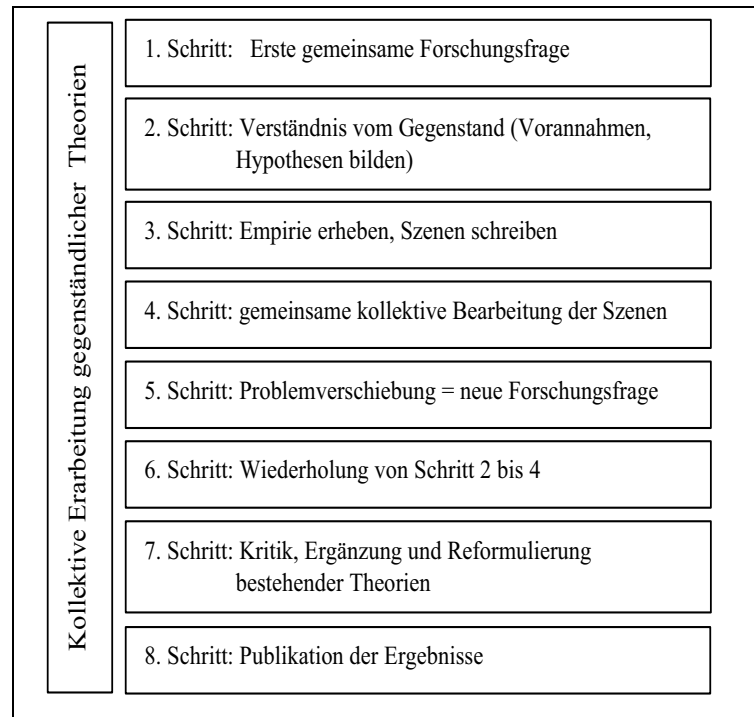 Kollektive Erarbeitung gegenständlicher Theorien
1. Schritt: Erste gemeinsame Forschungsfrage
2. Schritt: Verständnis vom Gegenstand (Vorannahmen,
Hypothesen bilden)
3. Schritt: Empirie erheben, Szenen schreiben
4. Schritt: gemeinsame kollektive Bearbeitung der Szenen
5. Schritt: Problemverschiebung = neue Forschungsfrage
6. Schritt: Wiederholung von Schritt 2 bis 4
7. Schritt: Kritik, Ergänzung und Reformulierung
bestehender Theorien
8. Schritt: Publikation der Ergebnisse